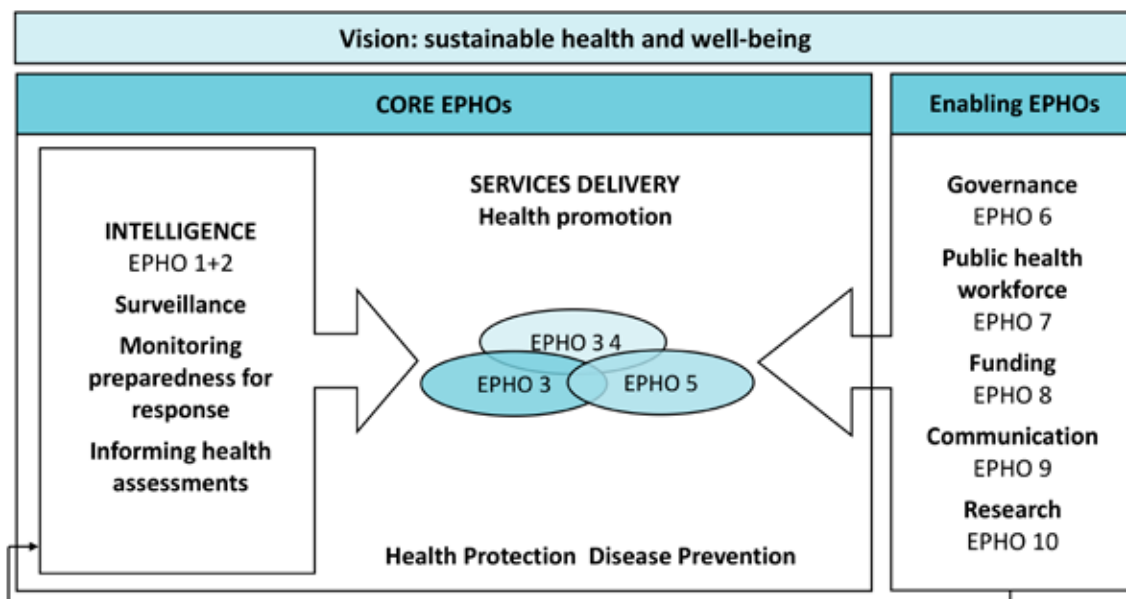 Vision: sustainable health and well-being
CORE EPHOs
Enabling EPHOs
INTELLIGENCE
EPHO 1+2
Surveillance
Monitoring
preparedness for
response
Informing health
assessments
SERVICES DELIVERY
Health promotion
EPHO 3 4
EPHO 3
EPHO 5
Health Protection Disease Prevention
Governance
EPHO 6
Public health
workforce
EPHO 7
Funding
EPHO 8
Communication
EPHO 9
Research
EPHO 10